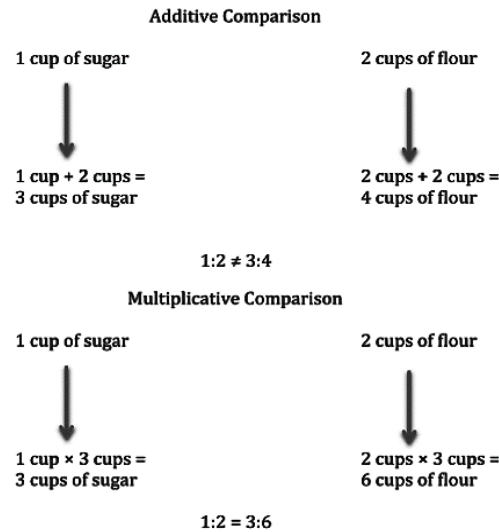 Additive Comparison
1 cup of sugar
2 cups of flour
1 cup + 2 cups =
3 cups of sugar
2 cups + 2 cups =
4 cups of flour
1:2 ≠ 3:4
Multiplicative Comparison
1 cup of sugar
2 cups of flour
1 cup × 3 cups =
3 cups of sugar
2 cups × 3 cups =
6 cups of flour
1:2 = 3:6